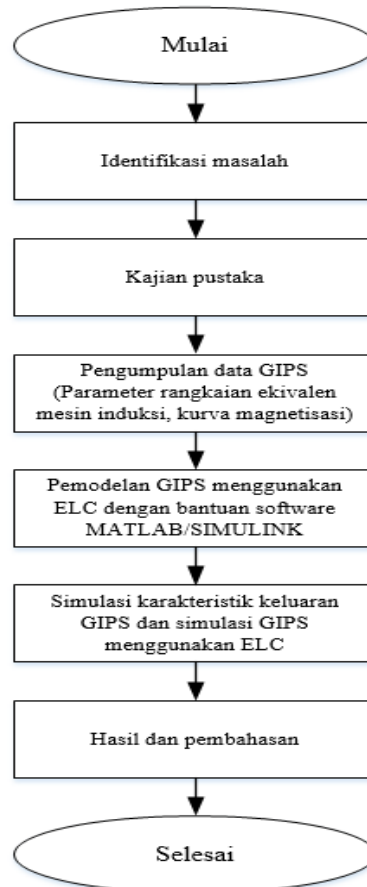 Mulai
Identifikasi masalah
Kajian pustaka
Pengumpulan data GIPS
(Parameter rangkaian ekivalen
mesin induksi, kurva magnetisasi)
Pemodelan GIPS menggunakan
ELC dengan bantuan software
MATLAB/SIMULINK
Simulasi karakteristik keluaran
GIPS dan simulasi GIPS
menggunakan ELC
Hasil dan pembahasan
Selesai